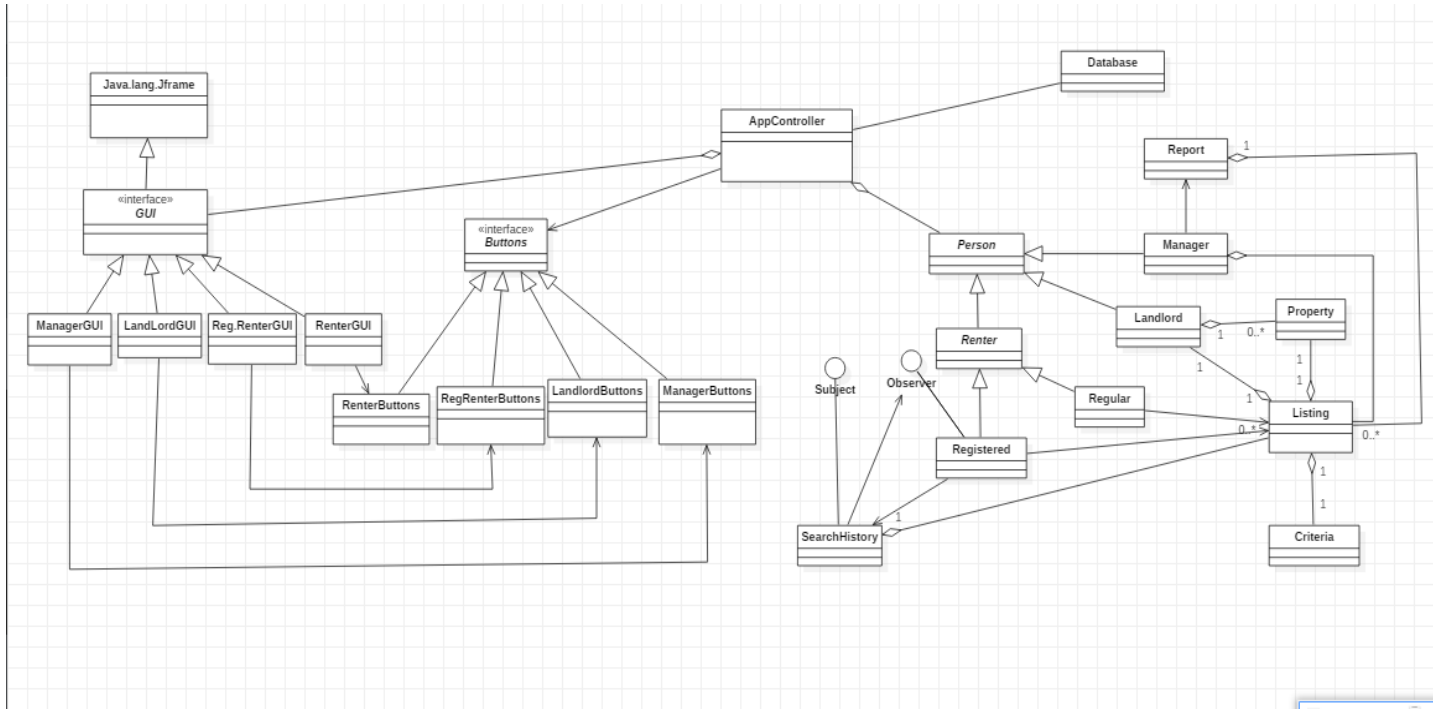 Java.lang.Jframe
Database
AppController
Report
1
«interface»
GUI
«interface»
Buttons
Person
Manager
ManagerGUI
LandLordGUI
Reg.RenterGUI
RenterGUI
Landlord
Property
1
0..*
Renter
1
1
1
1
Subject
Observer
RenterButtons
RegRenterButtons
LandlordButtons
ManagerButtons
Regular
Listing
0..*
0..*
Registered
1
1
1
SearchHistory
Criteria